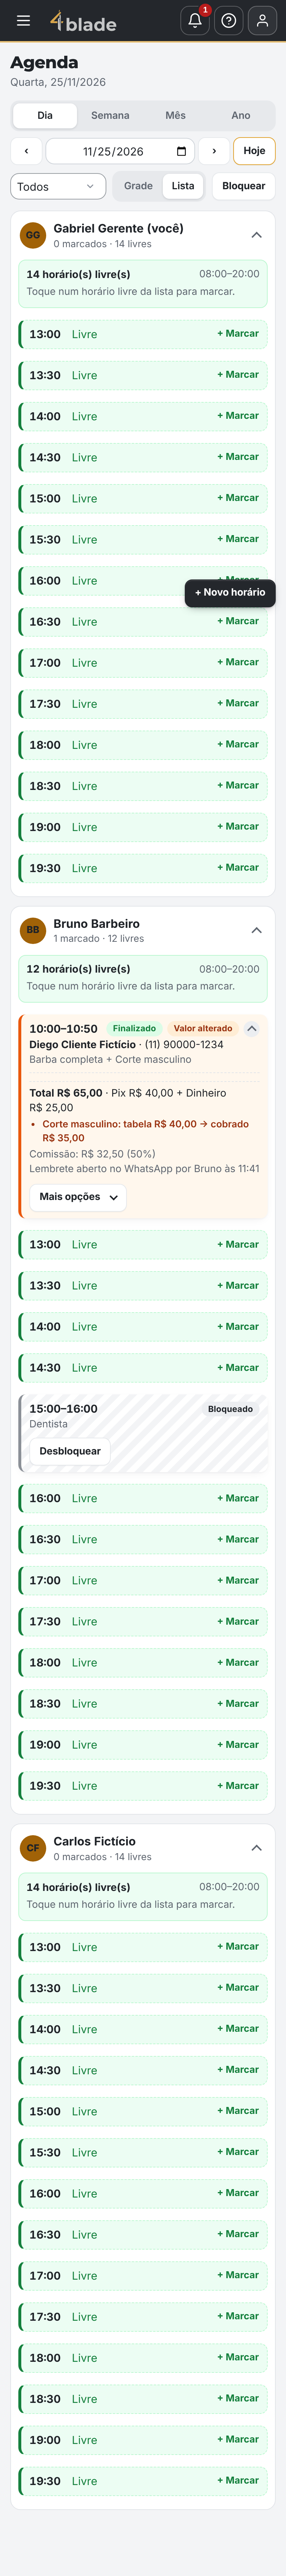 4blade
1
Agenda
Quarta, 25/11/2026
Dia Semana Mês Ano
‹ 11/25/2026 › Hoje
Todos Grade Lista Bloquear
GG Gabriel Gerente (você)
0 marcados · 14 livres
14 horário(s) livre(s) 08:00–20:00
Toque num horário livre da lista para marcar.
13:00 Livre + Marcar
13:30 Livre + Marcar
14:00 Livre + Marcar
14:30 Livre + Marcar
15:00 Livre + Marcar
15:30 Livre + Marcar
16:00 Livre + Marcar
+ Novo horário
16:30 Livre + Marcar
17:00 Livre + Marcar
17:30 Livre + Marcar
18:00 Livre + Marcar
18:30 Livre + Marcar
19:00 Livre + Marcar
19:30 Livre + Marcar
BB Bruno Barbeiro
1 marcado · 12 livres
12 horário(s) livre(s) 08:00–20:00
Toque num horário livre da lista para marcar.
10:00–10:50 Finalizado Valor alterado
Diego Cliente Fictício · (11) 90000-1234
Barba completa + Corte masculino
Total R$ 65,00 · Pix R$ 40,00 + Dinheiro
R$ 25,00
• Corte masculino: tabela R$ 40,00 → cobrado
R$ 35,00
Comissão: R$ 32,50 (50%)
Lembrete aberto no WhatsApp por Bruno às 11:41
Mais opções
13:00 Livre + Marcar
13:30 Livre + Marcar
14:00 Livre + Marcar
14:30 Livre + Marcar
15:00–16:00 Bloqueado
Dentista
Desbloquear
16:00 Livre + Marcar
16:30 Livre + Marcar
17:00 Livre + Marcar
17:30 Livre + Marcar
18:00 Livre + Marcar
18:30 Livre + Marcar
19:00 Livre + Marcar
19:30 Livre + Marcar
CF Carlos Fictício
0 marcados · 14 livres
14 horário(s) livre(s) 08:00–20:00
Toque num horário livre da lista para marcar.
13:00 Livre + Marcar
13:30 Livre + Marcar
14:00 Livre + Marcar
14:30 Livre + Marcar
15:00 Livre + Marcar
15:30 Livre + Marcar
16:00 Livre + Marcar
16:30 Livre + Marcar
17:00 Livre + Marcar
17:30 Livre + Marcar
18:00 Livre + Marcar
18:30 Livre + Marcar
19:00 Livre + Marcar
19:30 Livre + Marcar